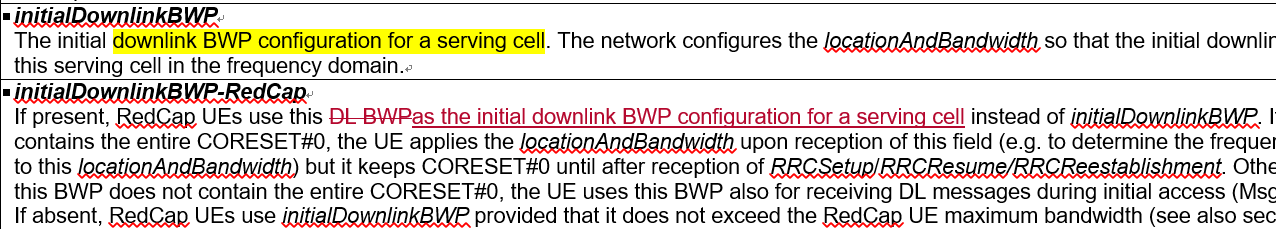 initialDownlinkBWP
The initial downlink BWP configuration for a serving cell. The network configures the locationAndBandwidth so that the initial
this serving cell in the frequency domain.
initialDownlinkBWP-RedCap
If present, RedCap UEs use this DL BWPas the initial downlink BWP configuration for a serving cell instead of initialDownlinkBWP.
contains the entire CORESET#0, the UE applies the locationAndBandwidth upon reception of this field (e.g. to determine the
to this locationAndBandwidth) but it keeps CORESET#0 until after reception of RRCSetup/RRCResume/RRCReestablishment.
this BWP does not contain the entire CORESET#0, the UE uses this BWP also for receiving DL messages during initial access
If absent, RedCap UEs use initialDownlinkBWP provided that it does not exceed the RedCap UE maximum bandwidth (see also